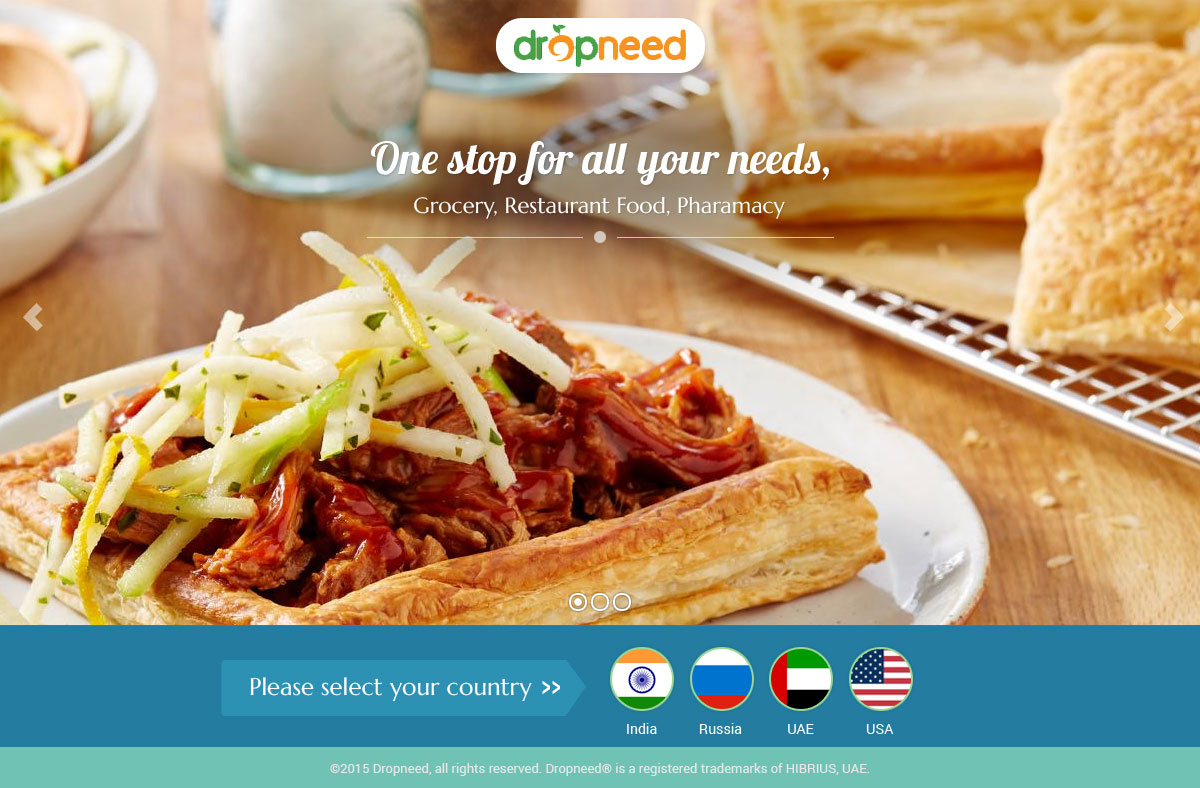 dropneed
One stop for all your needs,
Grocery, Restaurant Food, Pharamacy
Please select your country >>
India
Russia
UAE
USA
©2015 Dropneed, all rights reserved. Dropneed® is a registered trademarks of HIBRIUS, UAE.